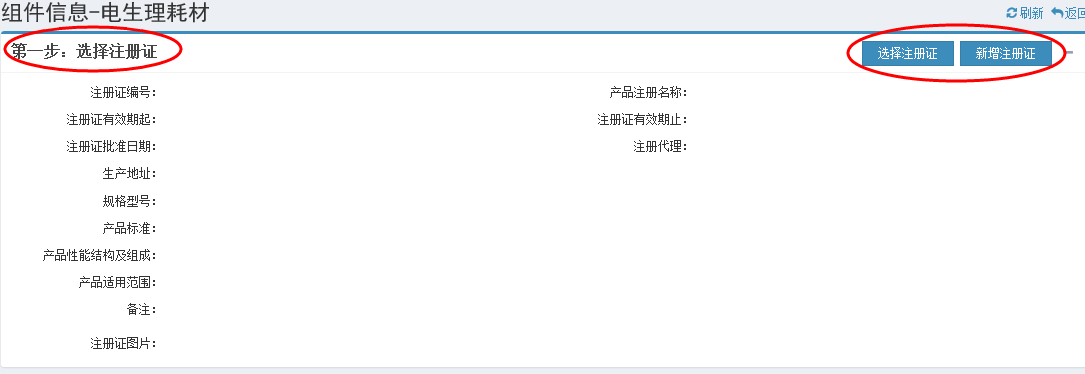 组件信息-电生理耗材
刷新 返回
第一步：选择注册证
选择注册证 新增注册证
注册证编号： 产品注册名称：
注册证有效期起： 注册证有效期止：
注册证批准日期： 注册代理：
生产地址：
规格型号：
产品标准：
产品性能结构及组成：
产品适用范围：
备注：
注册证图片：